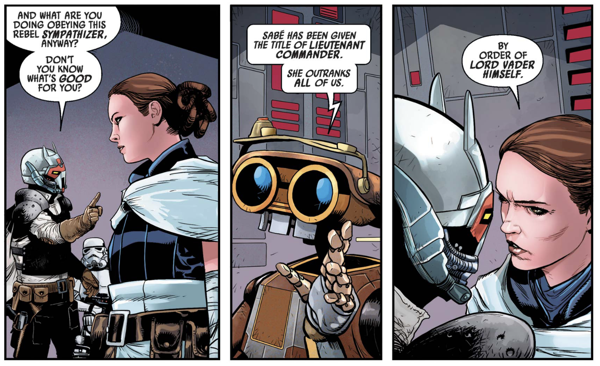 AND WHAT ARE YOU
DOING OBEYING THIS
REBEL SYMPATHIZER,
ANYWAY?
DON'T
YOU KNOW
WHAT'S GOOD
FOR YOU?
SABÉ HAS BEEN GIVEN
THE TITLE OF LIEUTENANT
COMMANDER.
SHE OUTRANKS
ALL OF US.
BY
ORDER OF
LORD VADER
HIMSELF.